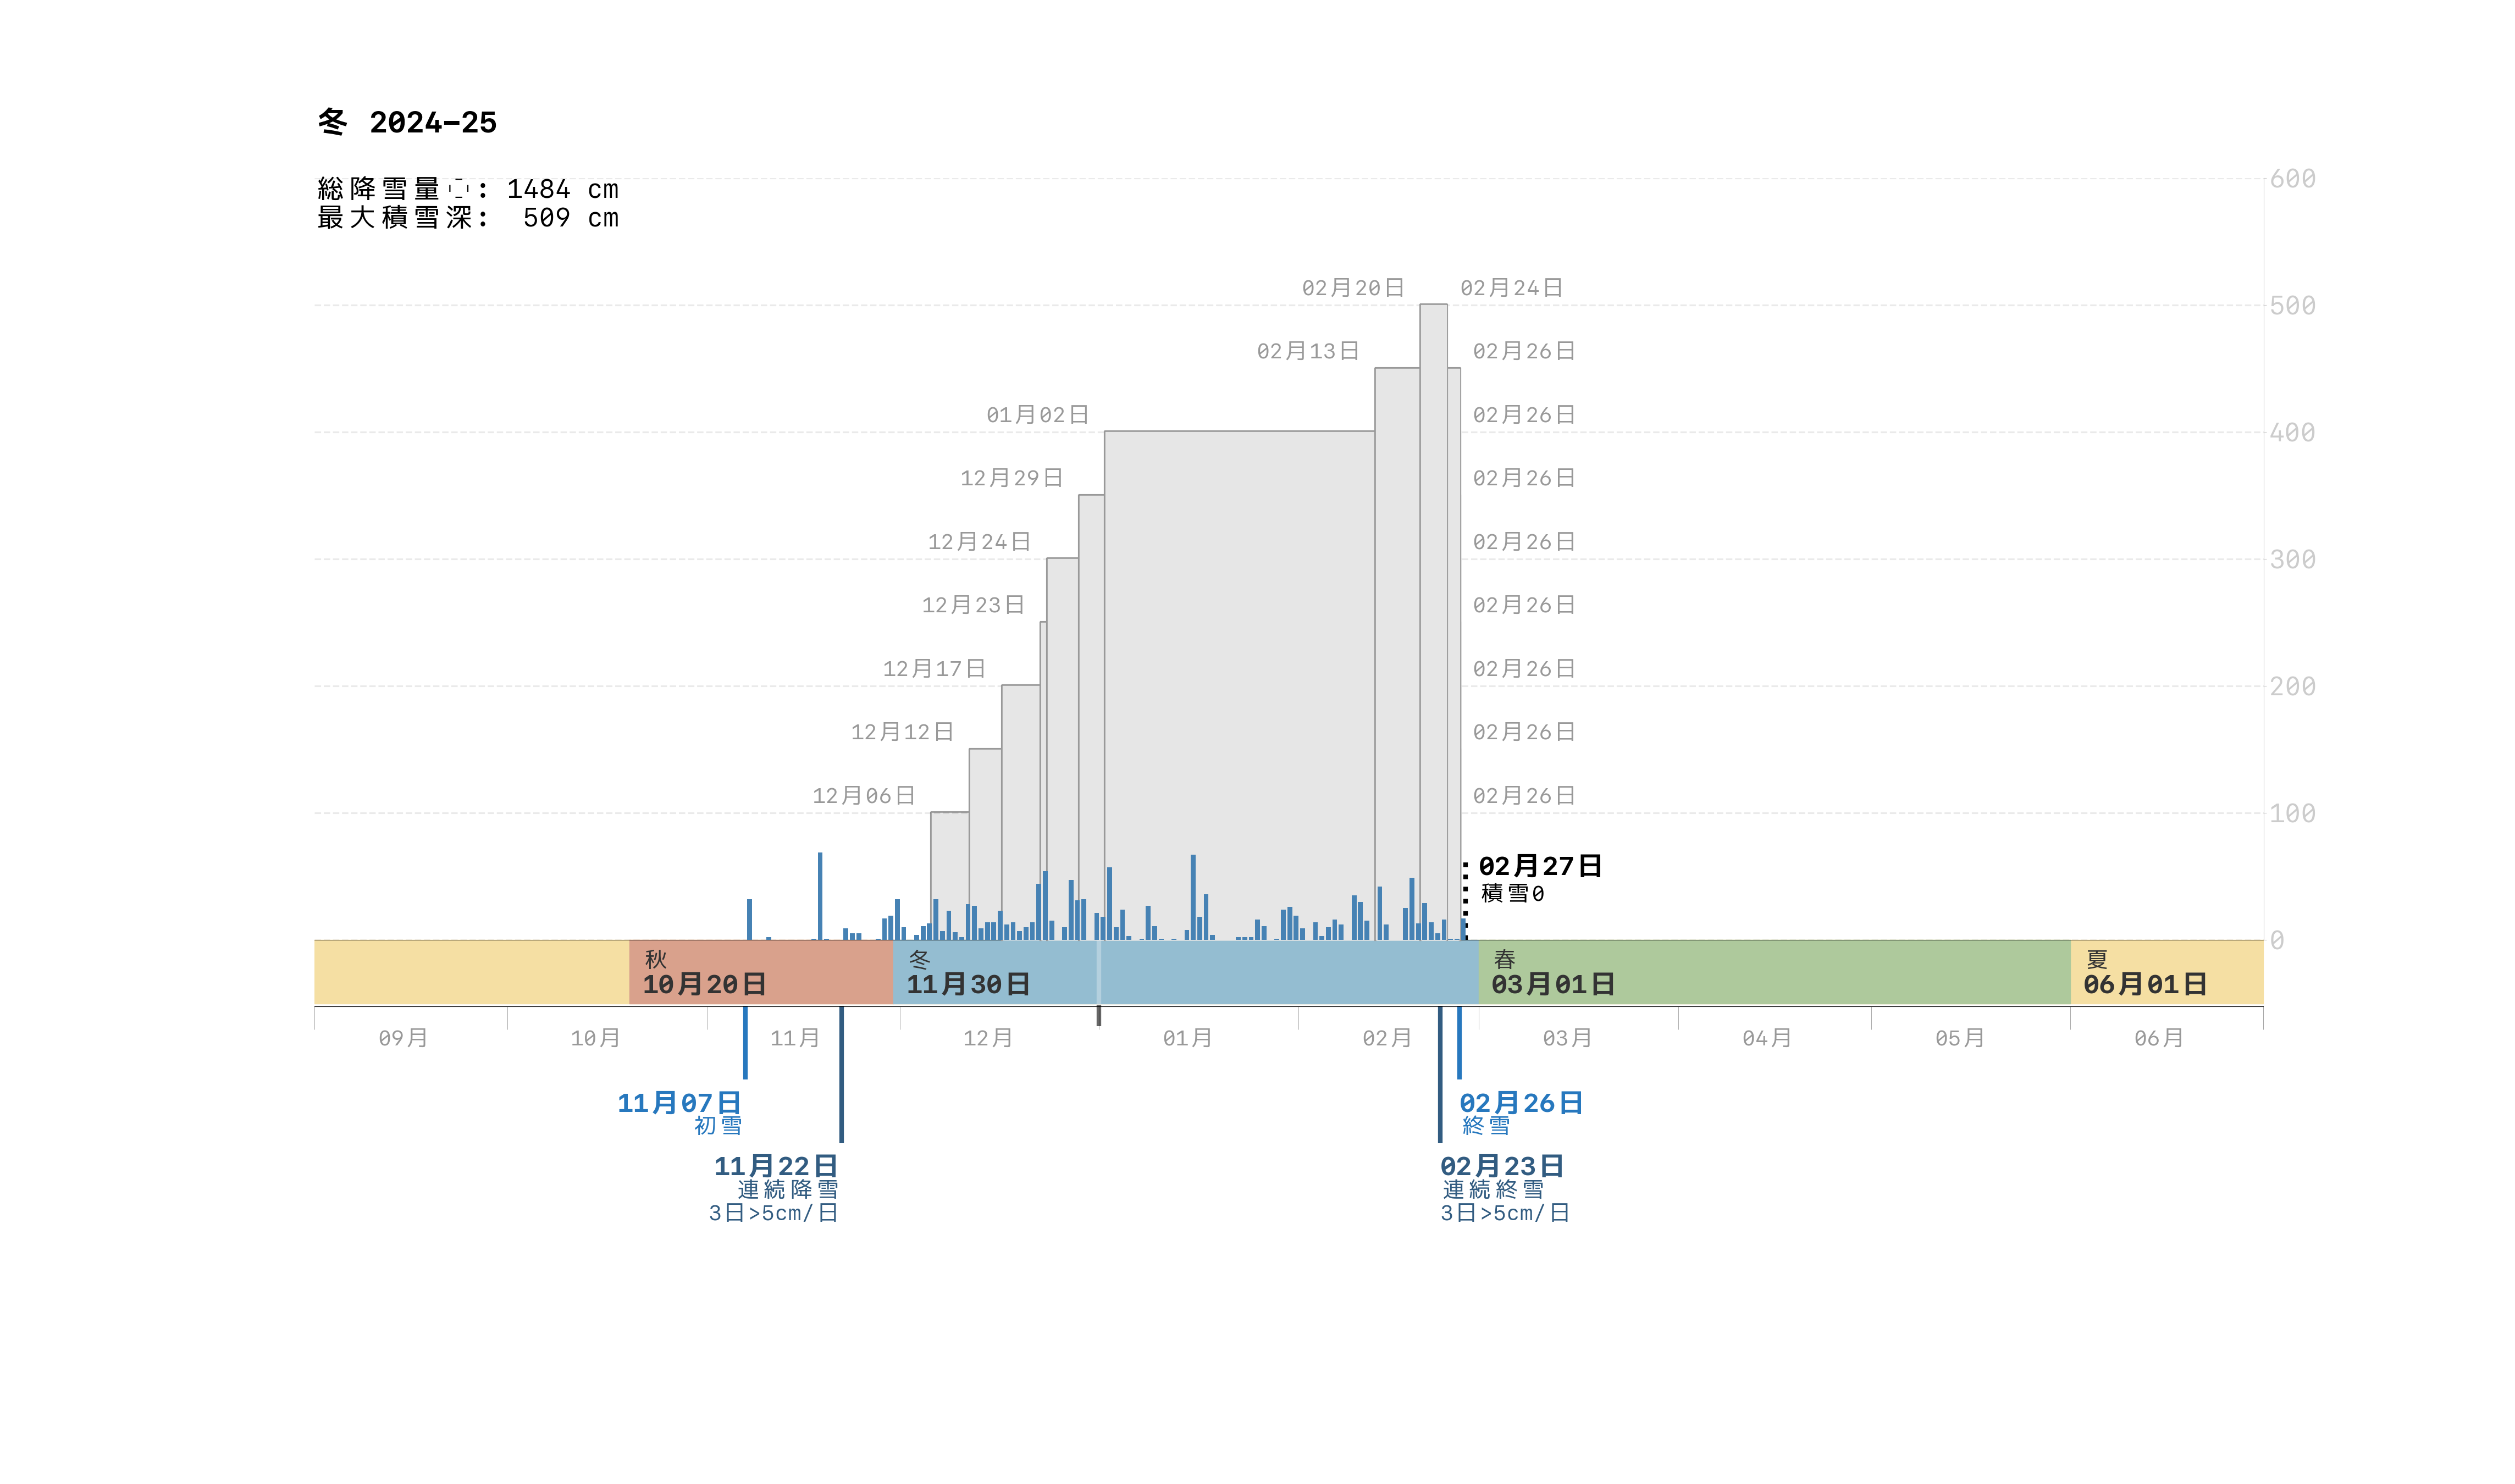 冬 2024−25
総降雪量: 1484 cm
最大積雪深: 509 cm
600
02月20日 02月24日
500
02月13日 02月26日
01月02日 02月26日
400
12月29日 02月26日
12月24日 02月26日
300
12月23日 02月26日
12月17日 02月26日
200
12月12日 02月26日
12月06日 02月26日
100
02月27日
積雪0
0
秋 冬 春 夏
10月20日 11月30日 03月01日 06月01日
09月 10月 11月 12月 01月 02月 03月 04月 05月 06月
11月07日 02月26日
初雪 終雪
11月22日 02月23日
連続降雪 連続終雪
3日>5cm/日 3日>5cm/日